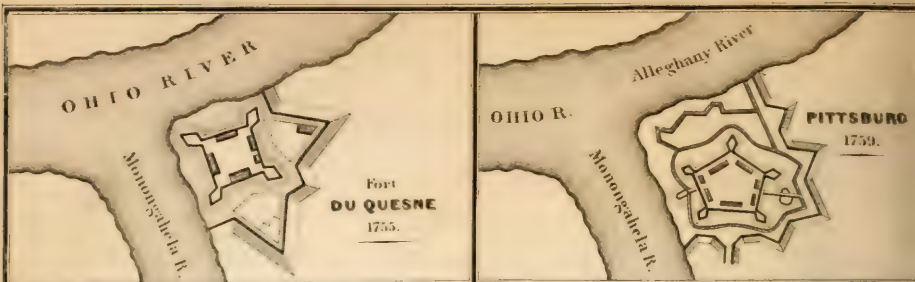 OHIO RIVER
Monongahela R.
Fort
DU QUESNE
1755.
Alleghany River
OHIO R.
Monongahela R.
PITTSBURG
1759.